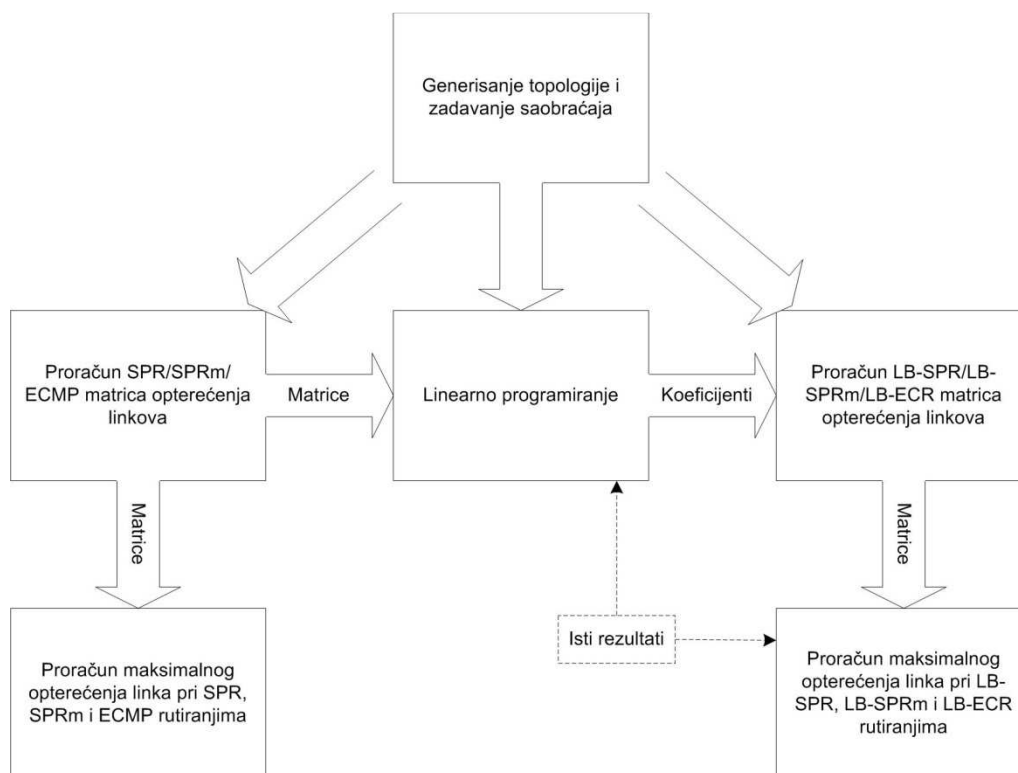 Generisanje topologije i
zadavanje saobraćaja
Proračun SPR/SPRm/
ECMP matrica opterećenja
linkova
Matrice
Linearno programiranje
Koeficijenti
Proračun LB-SPR/LB-
SPRm/LB-ECR matrica
opterećenja linkova
Matrice
Matrice
Proračun maksimalnog
opterećenja linka pri SPR,
SPRm i ECMP rutiranjima
Isti rezultati
Proračun maksimalnog
opterećenja linka pri LB-
SPR, LB-SPRm i LB-ECR
rutiranjima